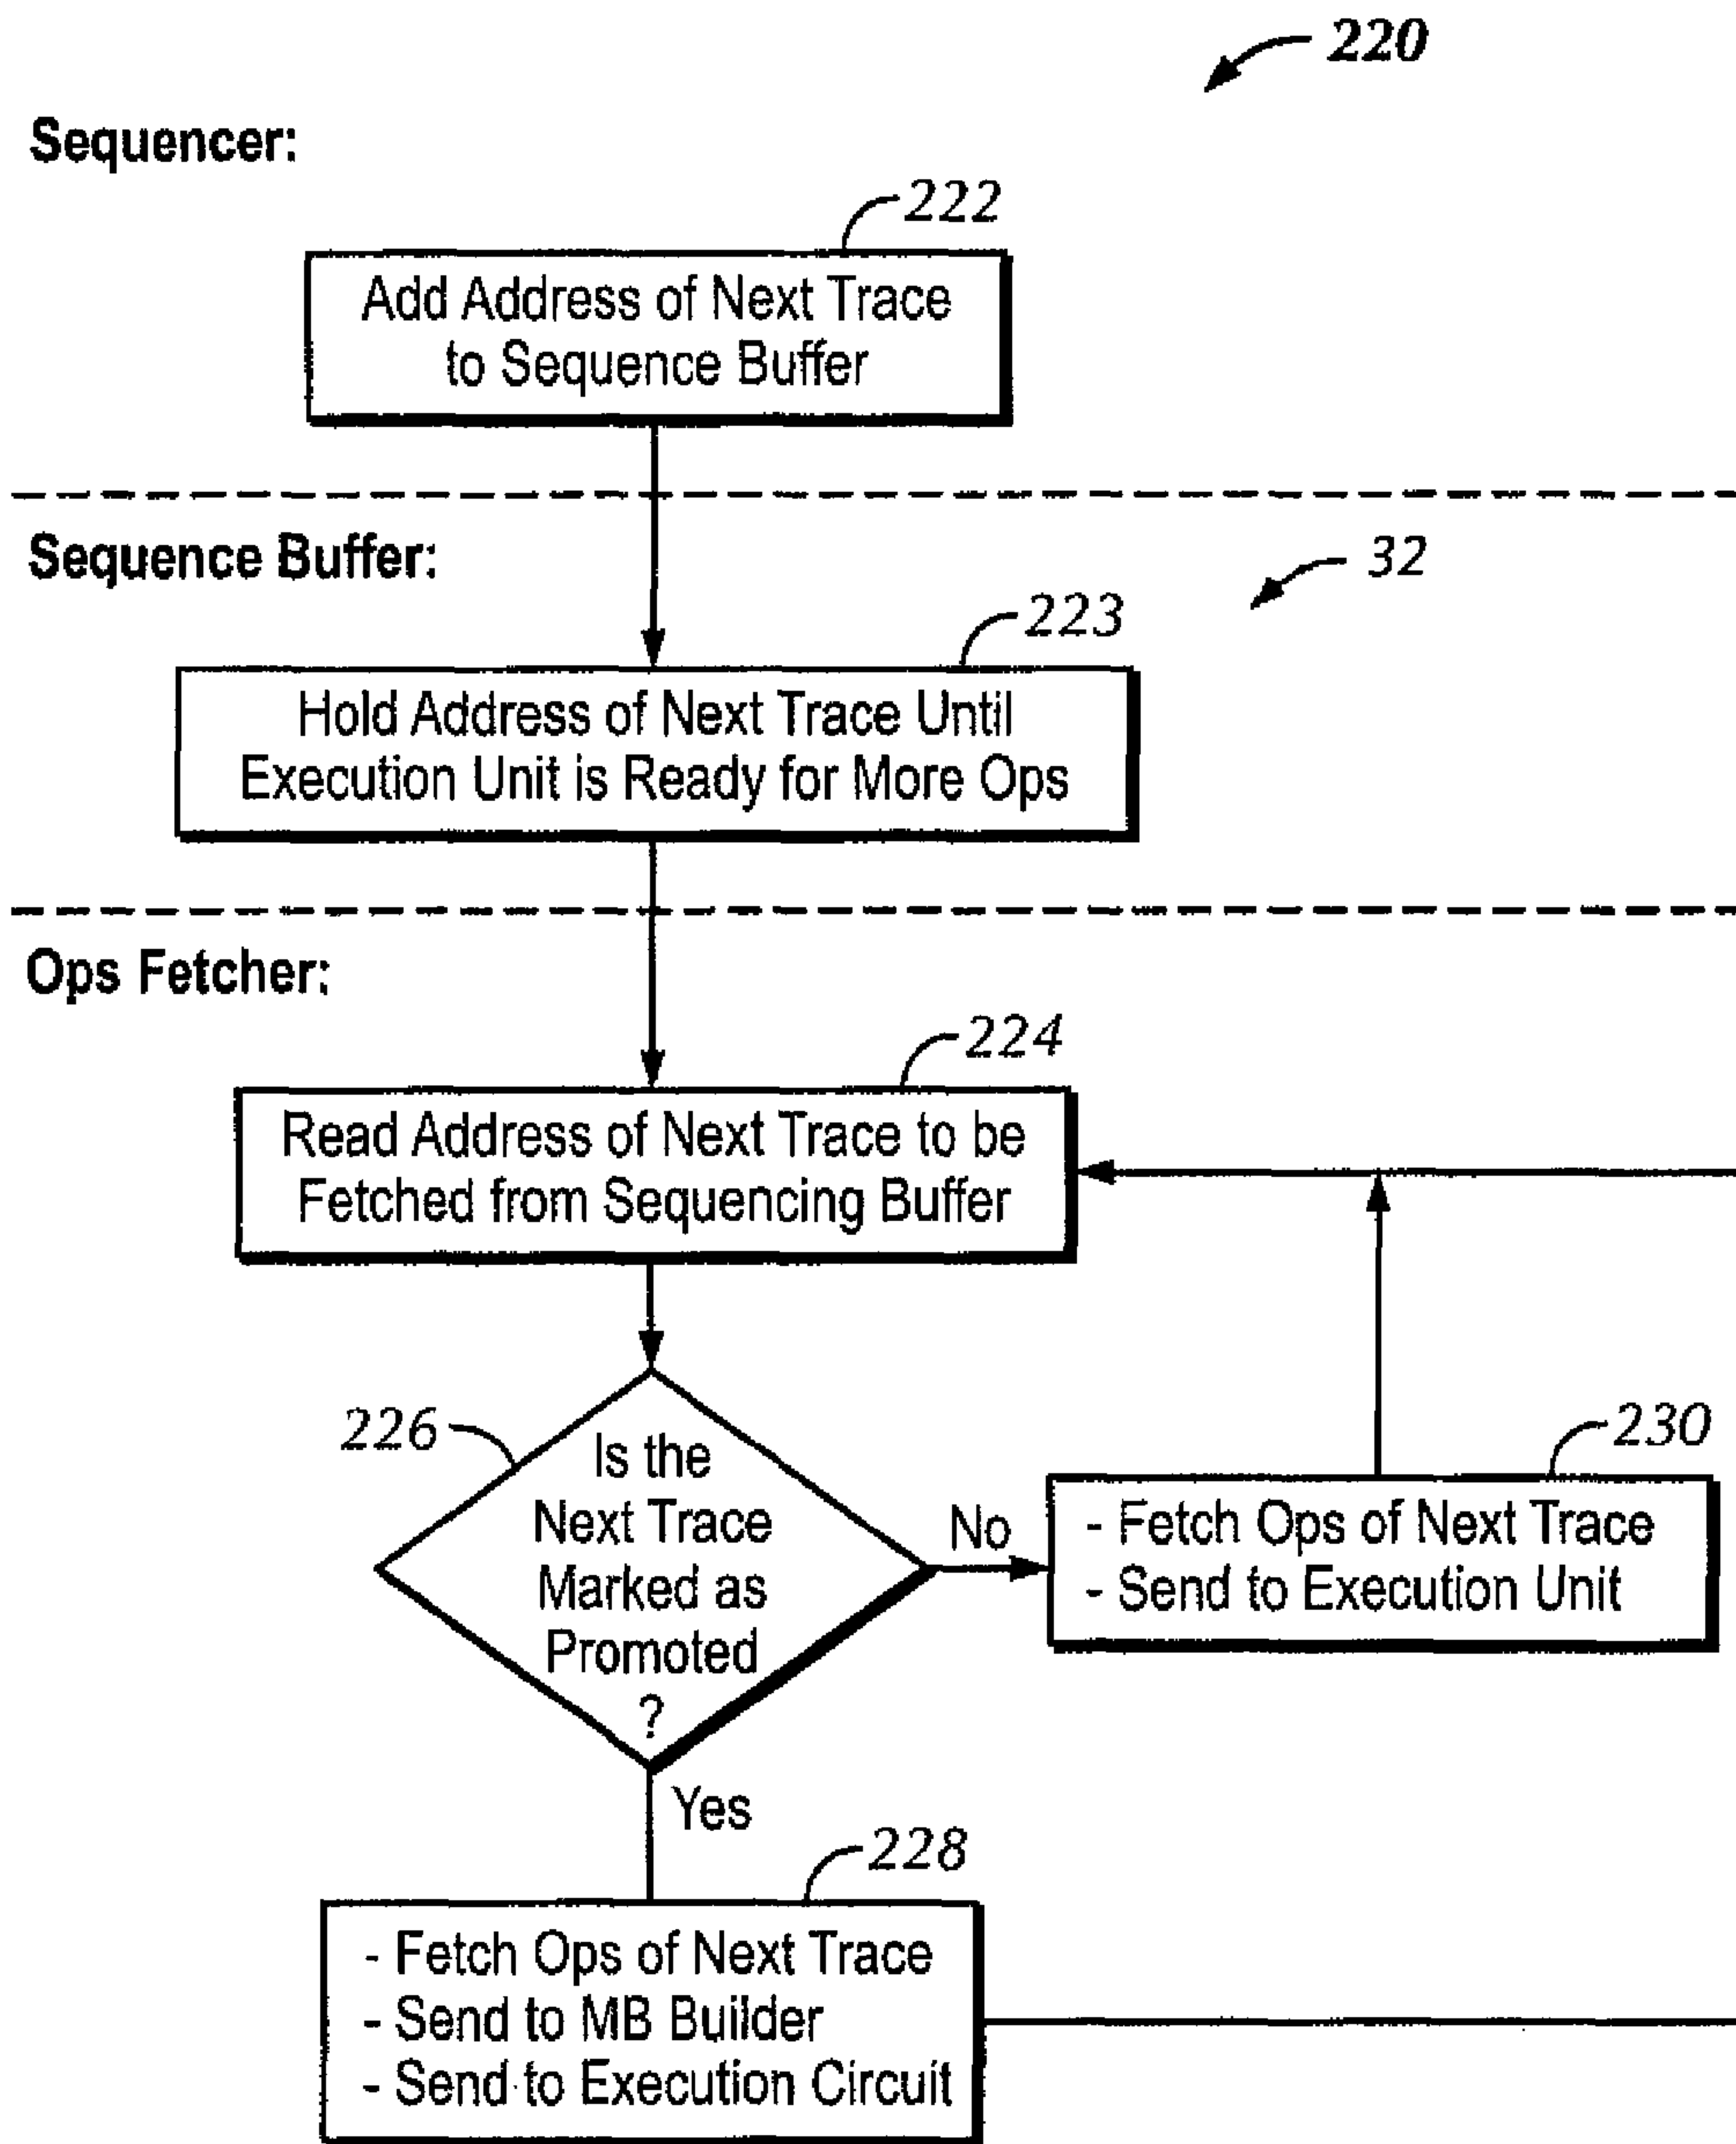 220
Sequencer:
222
Add Address of Next Trace
to Sequence Buffer
Sequence Buffer:
32
223
Hold Address of Next Trace Until
Execution Unit is Ready for More Ops
Ops Fetcher:
224
Read Address of Next Trace to be
Fetched from Sequencing Buffer
226
Is the
Next Trace
Marked as
Promoted
?
No
230
- Fetch Ops of Next Trace
- Send to Execution Unit
Yes
228
- Fetch Ops of Next Trace
- Send to MB Builder
- Send to Execution Circuit